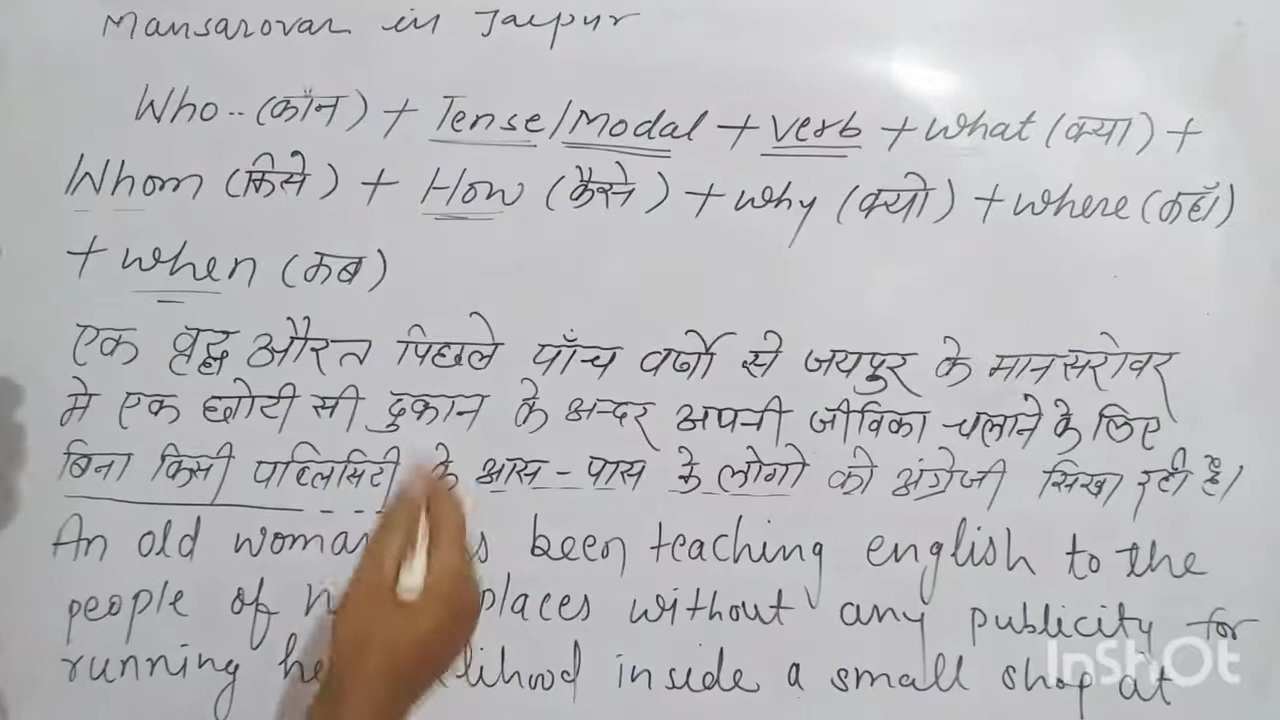 Mansarovar in Jaipur
Who.. (कौन) + Tense/Modal + verb + what (क्या) +
Whom (किसे) + How (कैसे) + why (क्यो) + where (कहाँ)
+ when (कब)
एक वृद्ध औरत पिछले पाँच वर्षो से जयपुर के मानसरोवर
मे एक छोटी सी दुकान के अन्दर अपनी जीविका चलाने के लिए
बिना किसी पब्लिसिटी के आस-पास के लोगो को अंग्रेजी सिखा रही है।
An old been teaching english to the
people of places without any publicity for
running inside a small shop at
InShOt